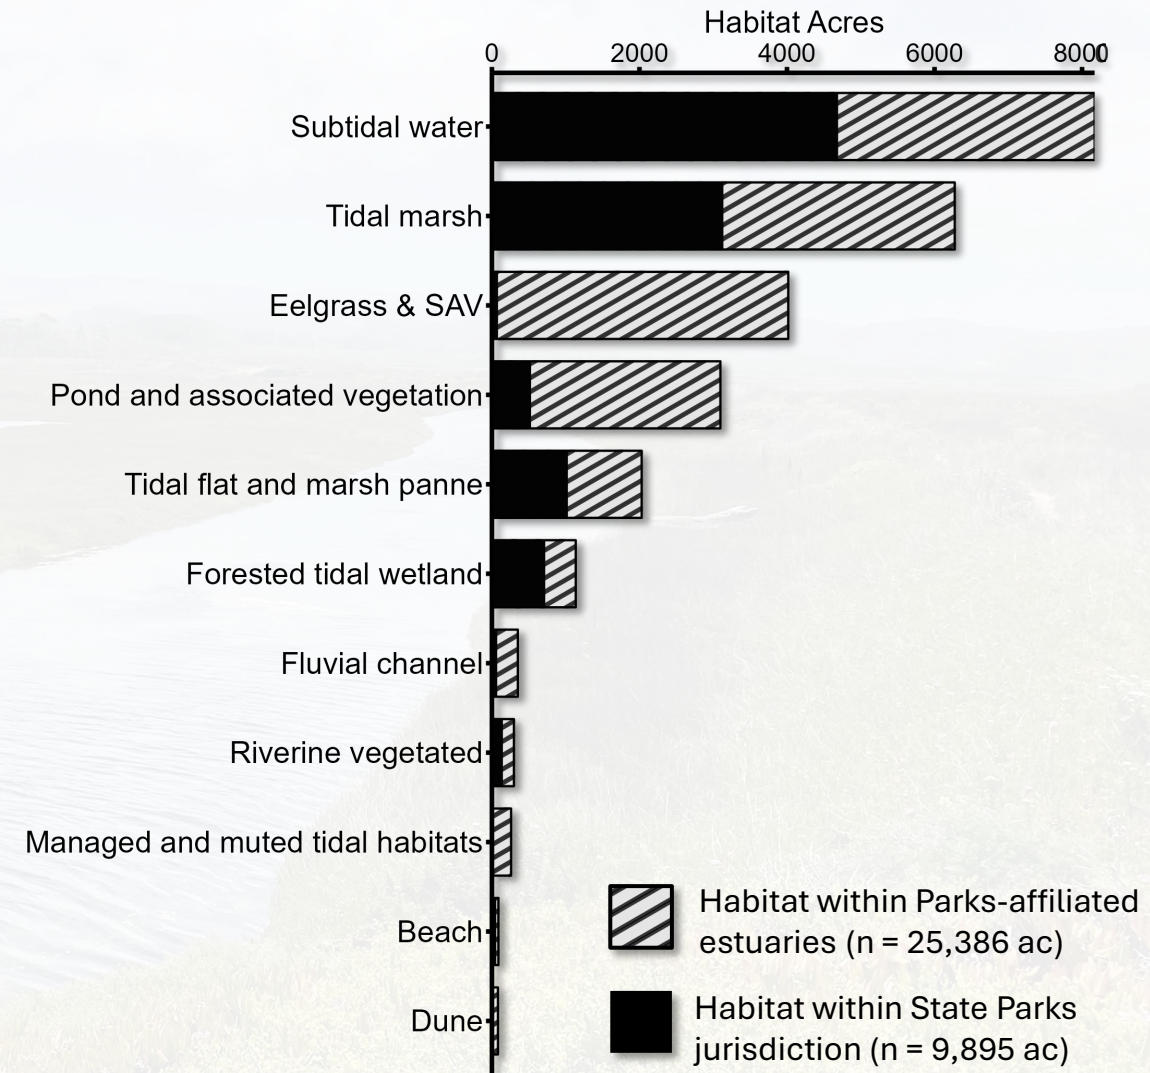 Habitat Acres
0 2000 4000 6000 8000
Subtidal water
Tidal marsh
Eelgrass & SAV
Pond and associated vegetation
Tidal flat and marsh panne
Forested tidal wetland
Fluvial channel
Riverine vegetated
Managed and muted tidal habitats
Beach
Dune
Habitat within Parks-affiliated
estuaries (n = 25,386 ac)
Habitat within State Parks
jurisdiction (n = 9,895 ac)